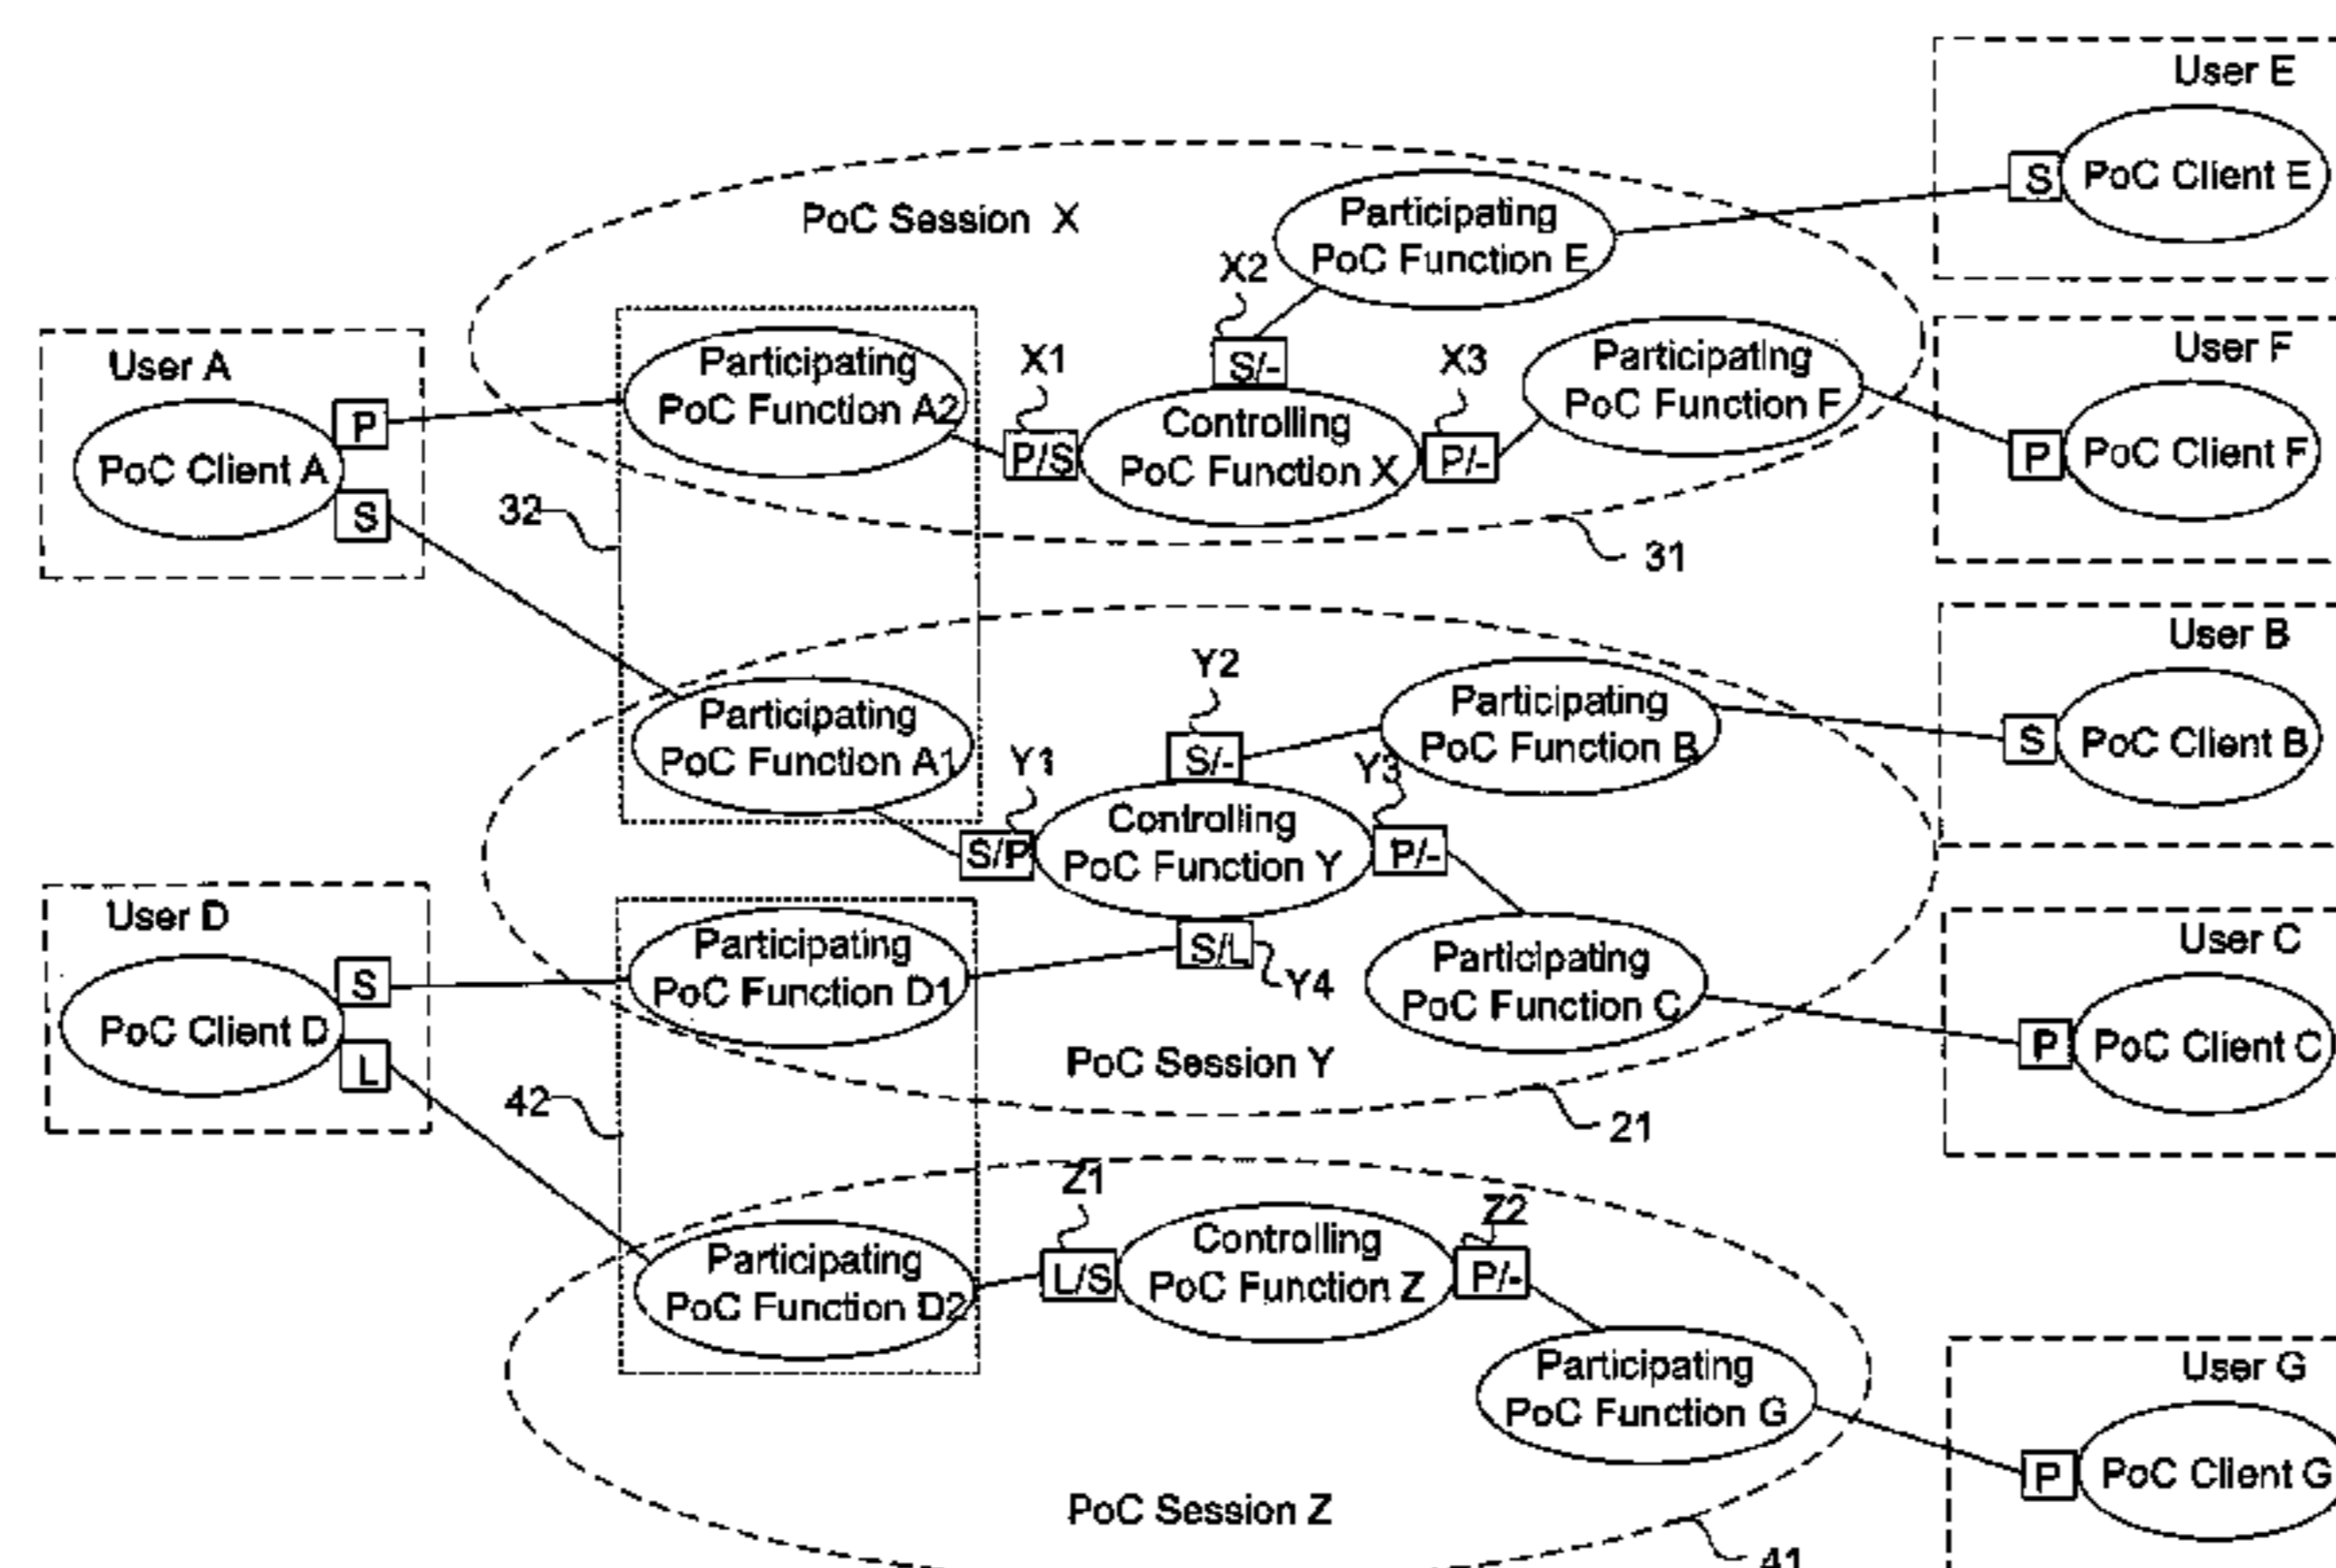 User E
PoC Client E
S
PoC Session X
Participating
PoC Function E
X2
S/-
User A
PoC Client A
P
S
Participating
PoC Function A2
X1
P/S
Controlling
PoC Function X
X3
P/-
Participating
PoC Function F
User F
P
PoC Client F
32
31
User B
S
PoC Client B
Participating
PoC Function A1
Y1
S/P
Y2
S/-
Participating
PoC Function B
Y3
P/-
Controlling
PoC Function Y
User D
PoC Client D
S
L
Participating
PoC Function D1
S/L
Y4
Participating
PoC Function C
User C
P
PoC Client C
PoC Session Y
42
21
Z1
L/S
Controlling
PoC Function Z
Z2
P/-
Participating
PoC Function D2
Participating
PoC Function G
User G
P
PoC Client G
PoC Session Z
41